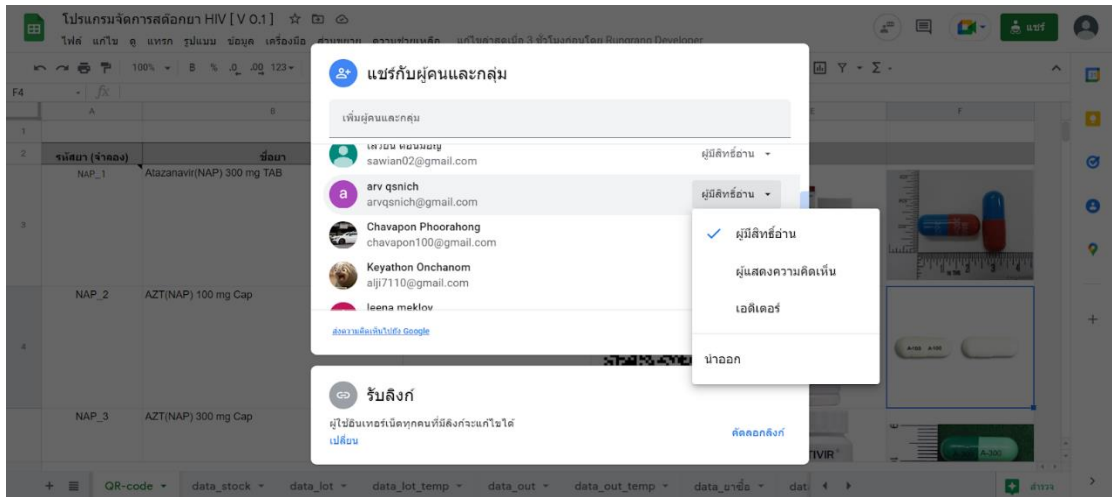 โปรแกรมจัดการสต๊อกยา HIV [ V 0.1 ]
ไฟล์ แก้ไข ดู แทรก รูปแบบ ข้อมูล เครื่องมือ ส่วนขยาย ความช่วยเหลือ แก้ไขล่าสุดเมื่อ 3 ชั่วโมงก่อนโดย Rungrang Developer
แชร์
100% B % .0 .00 123
F4 fx
A B E F
1
2 รหัสยา (จำลอง) ชื่อยา
NAP_1 Atazanavir(NAP) 300 mg TAB
3
NAP_2 AZT(NAP) 100 mg Cap
4
NAP_3 AZT(NAP) 300 mg Cap
แชร์กับผู้คนและกลุ่ม
เพิ่มผู้คนและกลุ่ม
sawian02@gmail.com
ผู้มีสิทธิ์อ่าน
a
arv qsnich
arvqsnich@gmail.com
ผู้มีสิทธิ์อ่าน
Chavapon Phoorahong
chavapon100@gmail.com
Keyathon Onchanom
alji7110@gmail.com
leena mekloy
ส่งความคิดเห็นไปยัง Google
ผู้มีสิทธิ์อ่าน
ผู้แสดงความคิดเห็น
เอดิเตอร์
นำออก
รับลิงก์
ผู้ใช้อินเทอร์เน็ตทุกคนที่มีลิงก์จะแก้ไขได้
เปลี่ยน
คัดลอกลิงก์
A-100 A-100
TIVIR
A-300
QR-code data_stock data_lot data_lot_temp data_out data_out_temp data_ยาซื้อ dat
สำรวจ